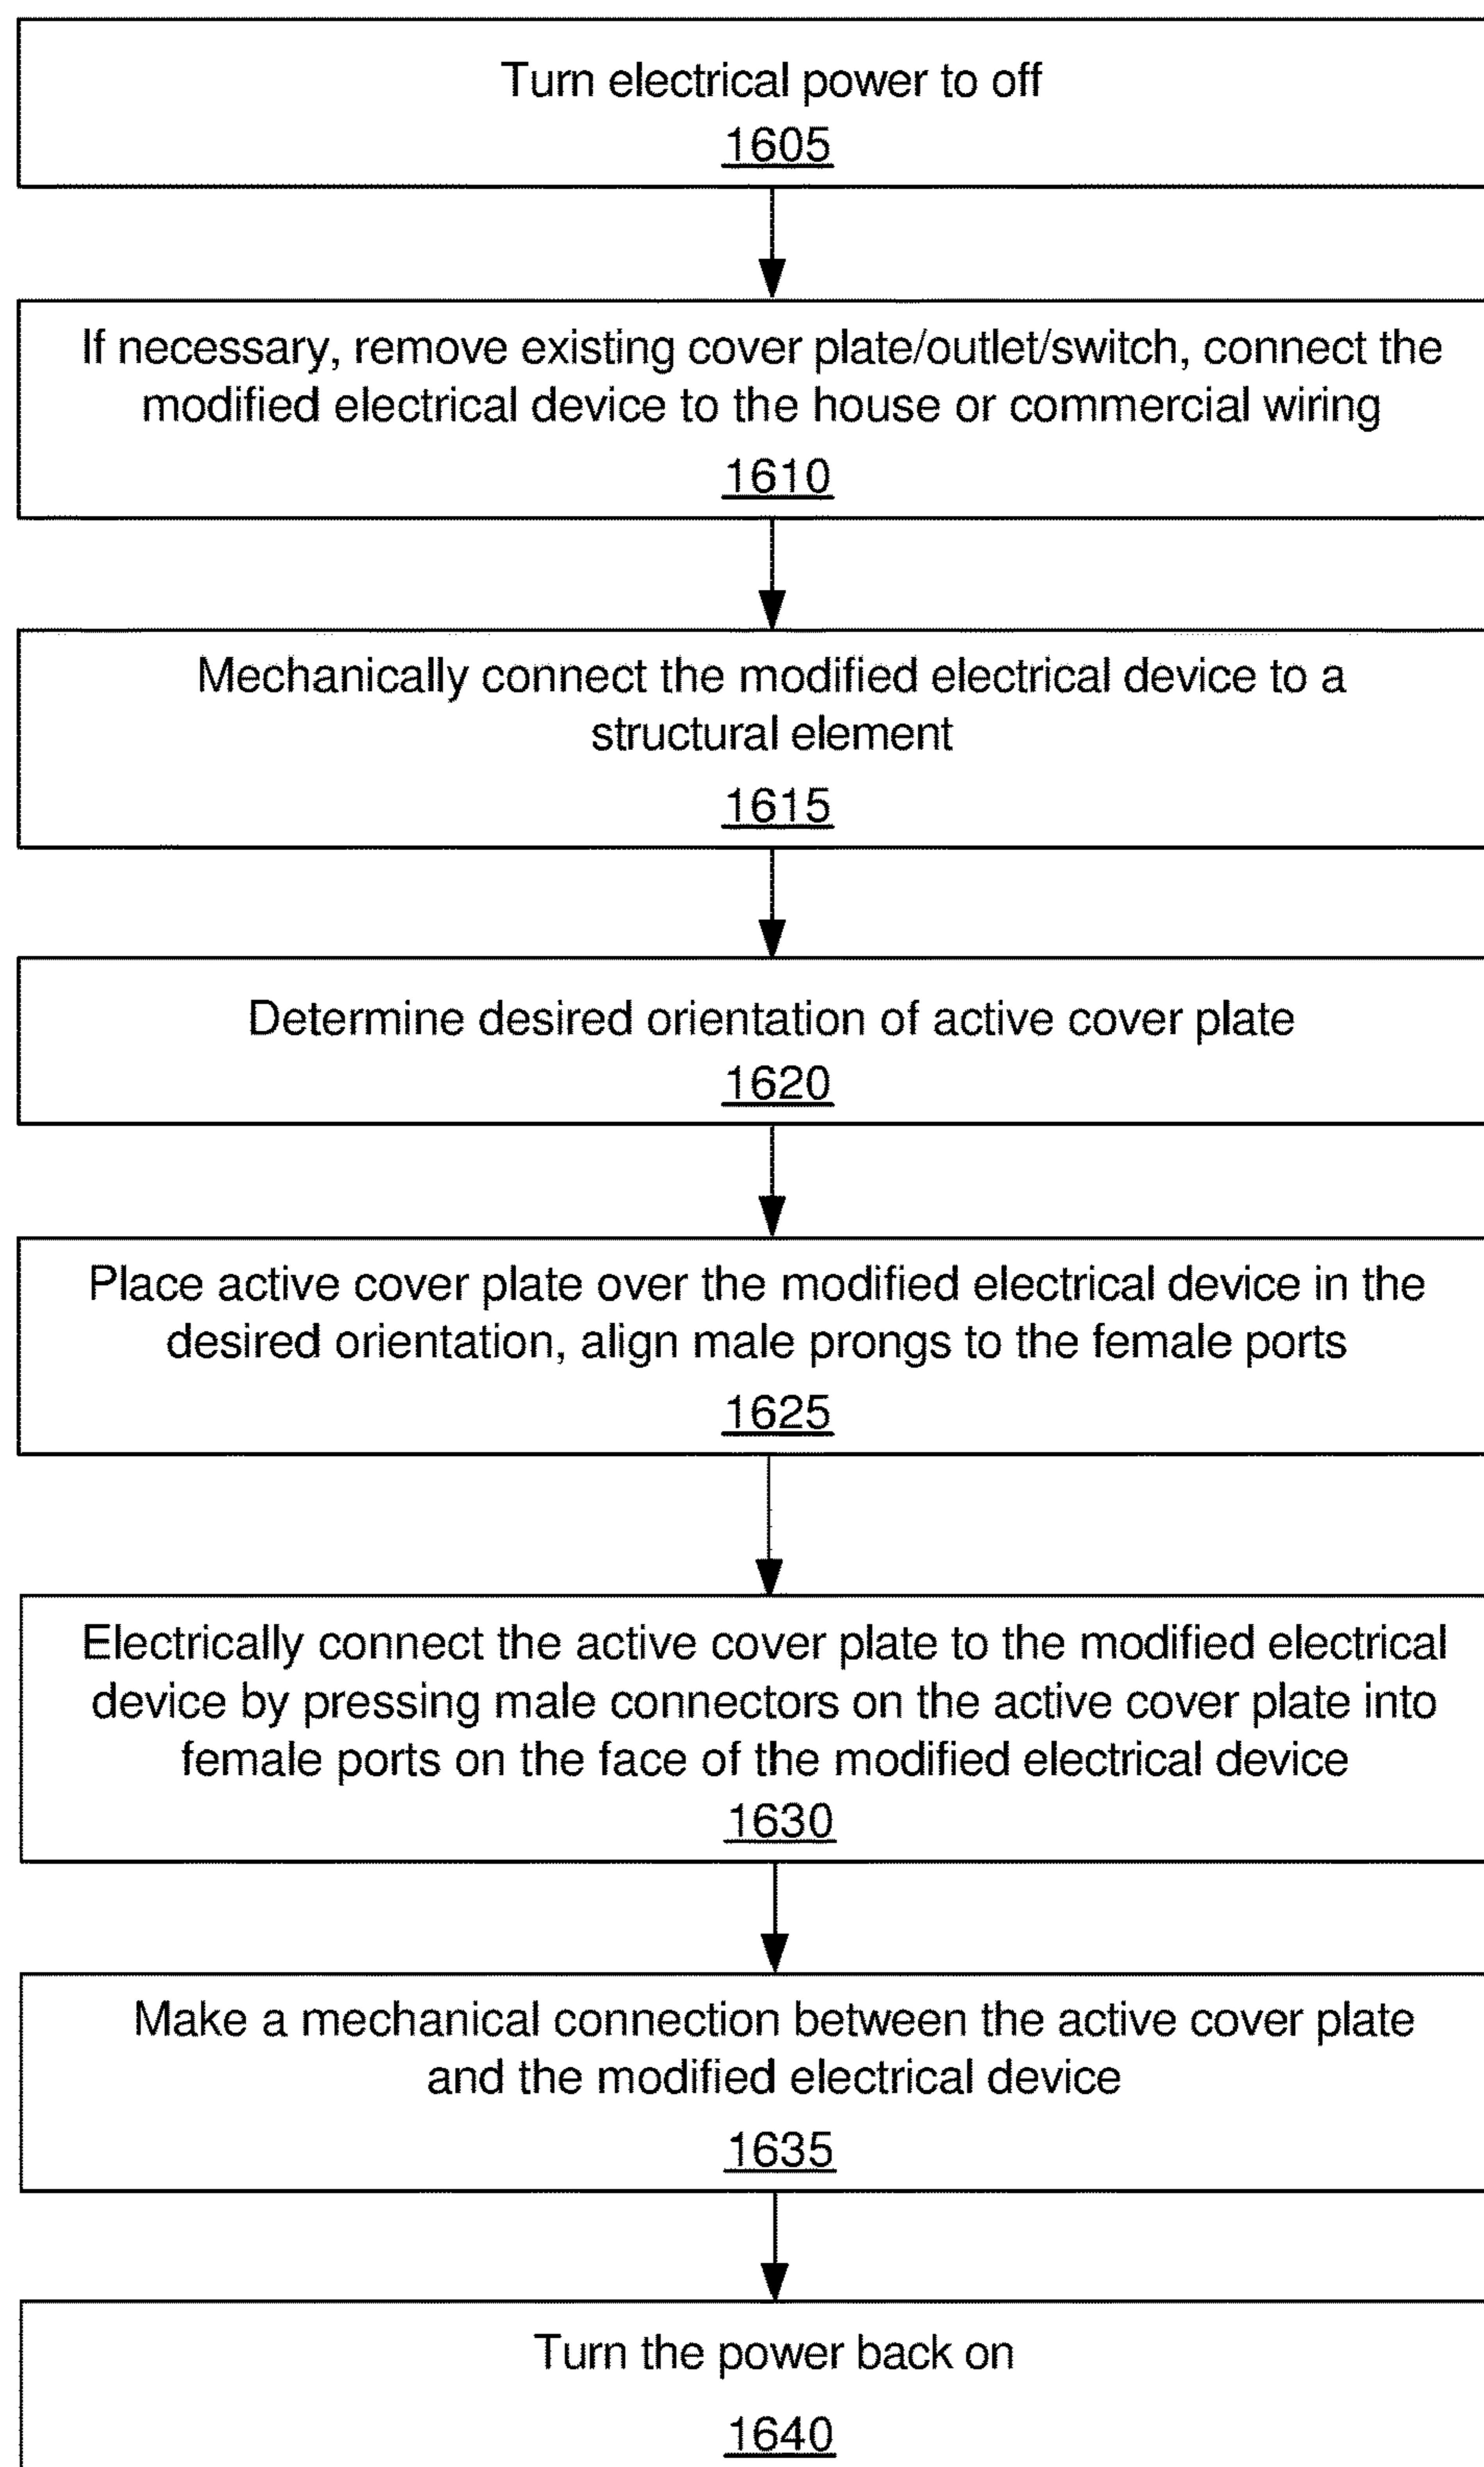 Turn electrical power to off
1605
If necessary, remove existing cover plate/outlet/switch, connect the
modified electrical device to the house or commercial wiring
1610
Mechanically connect the modified electrical device to a
structural element
1615
Determine desired orientation of active cover plate
1620
Place active cover plate over the modified electrical device in the
desired orientation, align male prongs to the female ports
1625
Electrically connect the active cover plate to the modified electrical
device by pressing male connectors on the active cover plate into
female ports on the face of the modified electrical device
1630
Make a mechanical connection between the active cover plate
and the modified electrical device
1635
Turn the power back on
1640